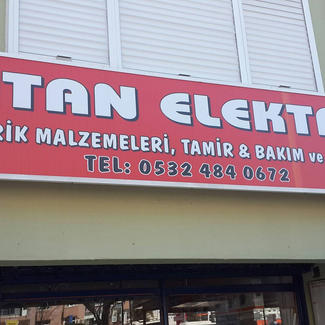 TAN ELEKT
RİK MALZEMELERİ, TAMİR & BAKIM ve
TEL: 0532 484 0672